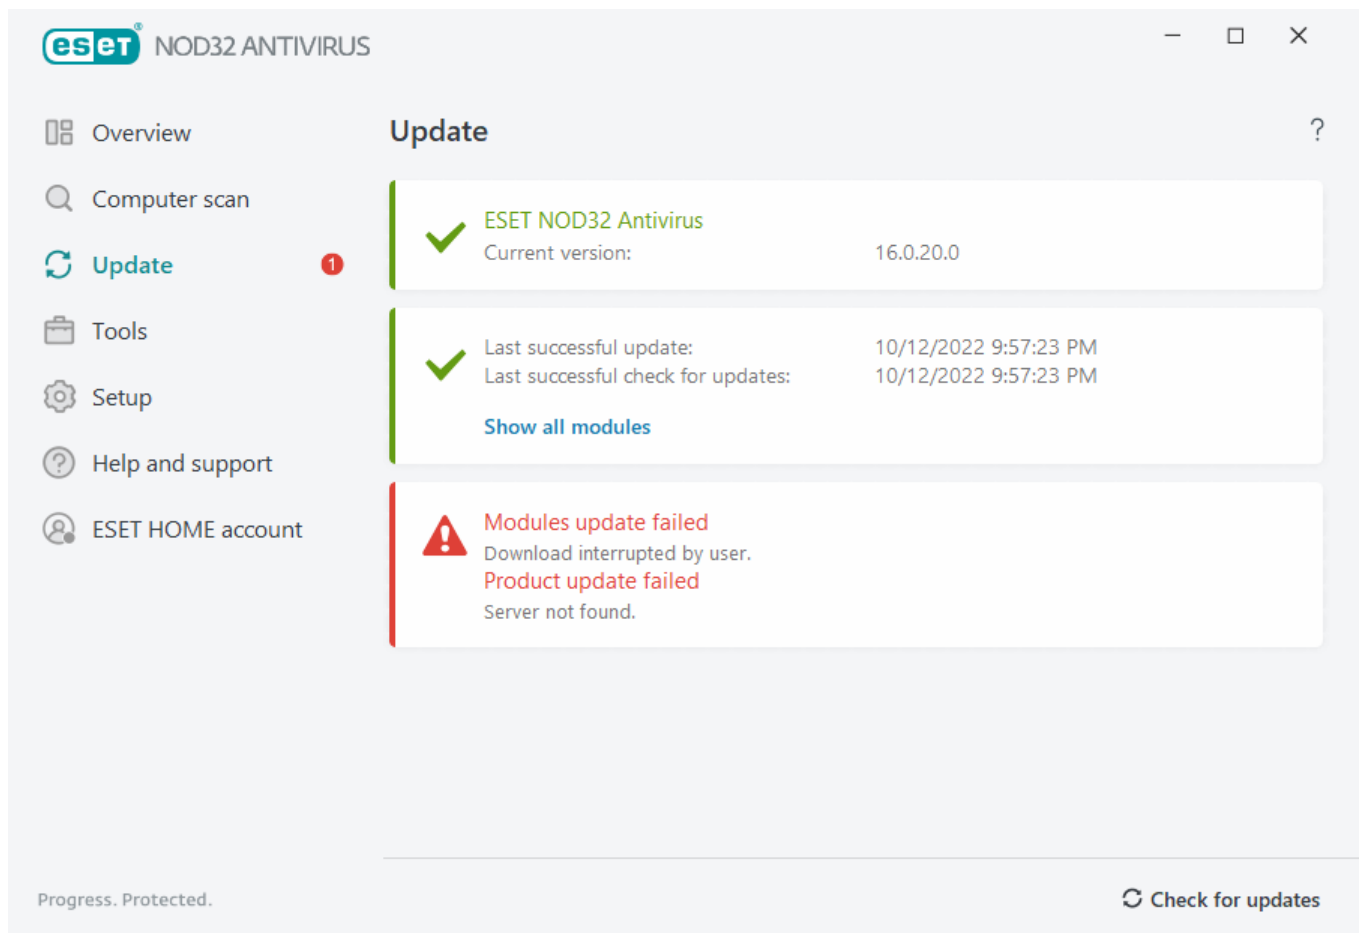 eset® NOD32 ANTIVIRUS
Overview
Computer scan
Update 1
Tools
Setup
Help and support
ESET HOME account
Update ?
ESET NOD32 Antivirus
Current version: 16.0.20.0
Last successful update: 10/12/2022 9:57:23 PM
Last successful check for updates: 10/12/2022 9:57:23 PM
Show all modules
Modules update failed
Download interrupted by user.
Product update failed
Server not found.
Progress. Protected.
Check for updates